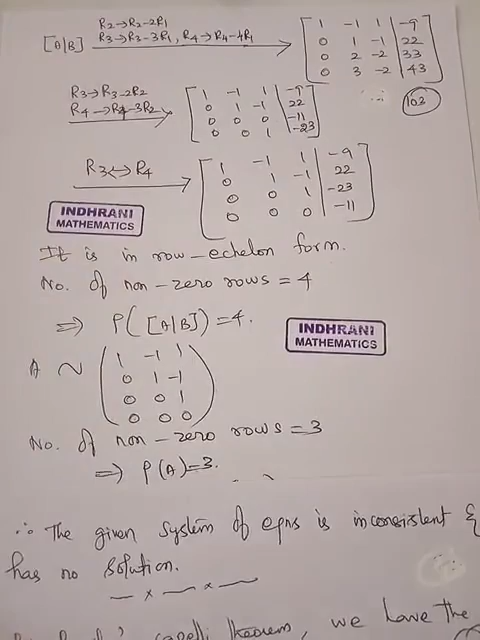 R2→R2-2R1
[A|B] R3→R3-3R1, R4→R4-4R1
1 -1 1 | -9
0 1 -1 | 22
0 2 -2 | 33
0 3 -2 | 43
103
R3→R3-2R2
R4→R4-3R2
1 -1 1 | -9
0 1 -1 | 22
0 0 0 | -11
0 0 1 | -23
R3↔R4
1 -1 1 | -9
0 1 -1 | 22
0 0 1 | -23
0 0 0 | -11
INDHRANI
MATHEMATICS
It is in row-echelon form.
No. of non-zero rows = 4
⇒ ρ([A|B])=4.
INDHRANI
MATHEMATICS
A ~
1 -1 1
0 1 -1
0 0 1
0 0 0
No. of non-zero rows = 3
⇒ ρ(A)=3.
∴ The given system of eqns is inconsistent &
has no solution.
— x — x —
capelli theorem, we have the